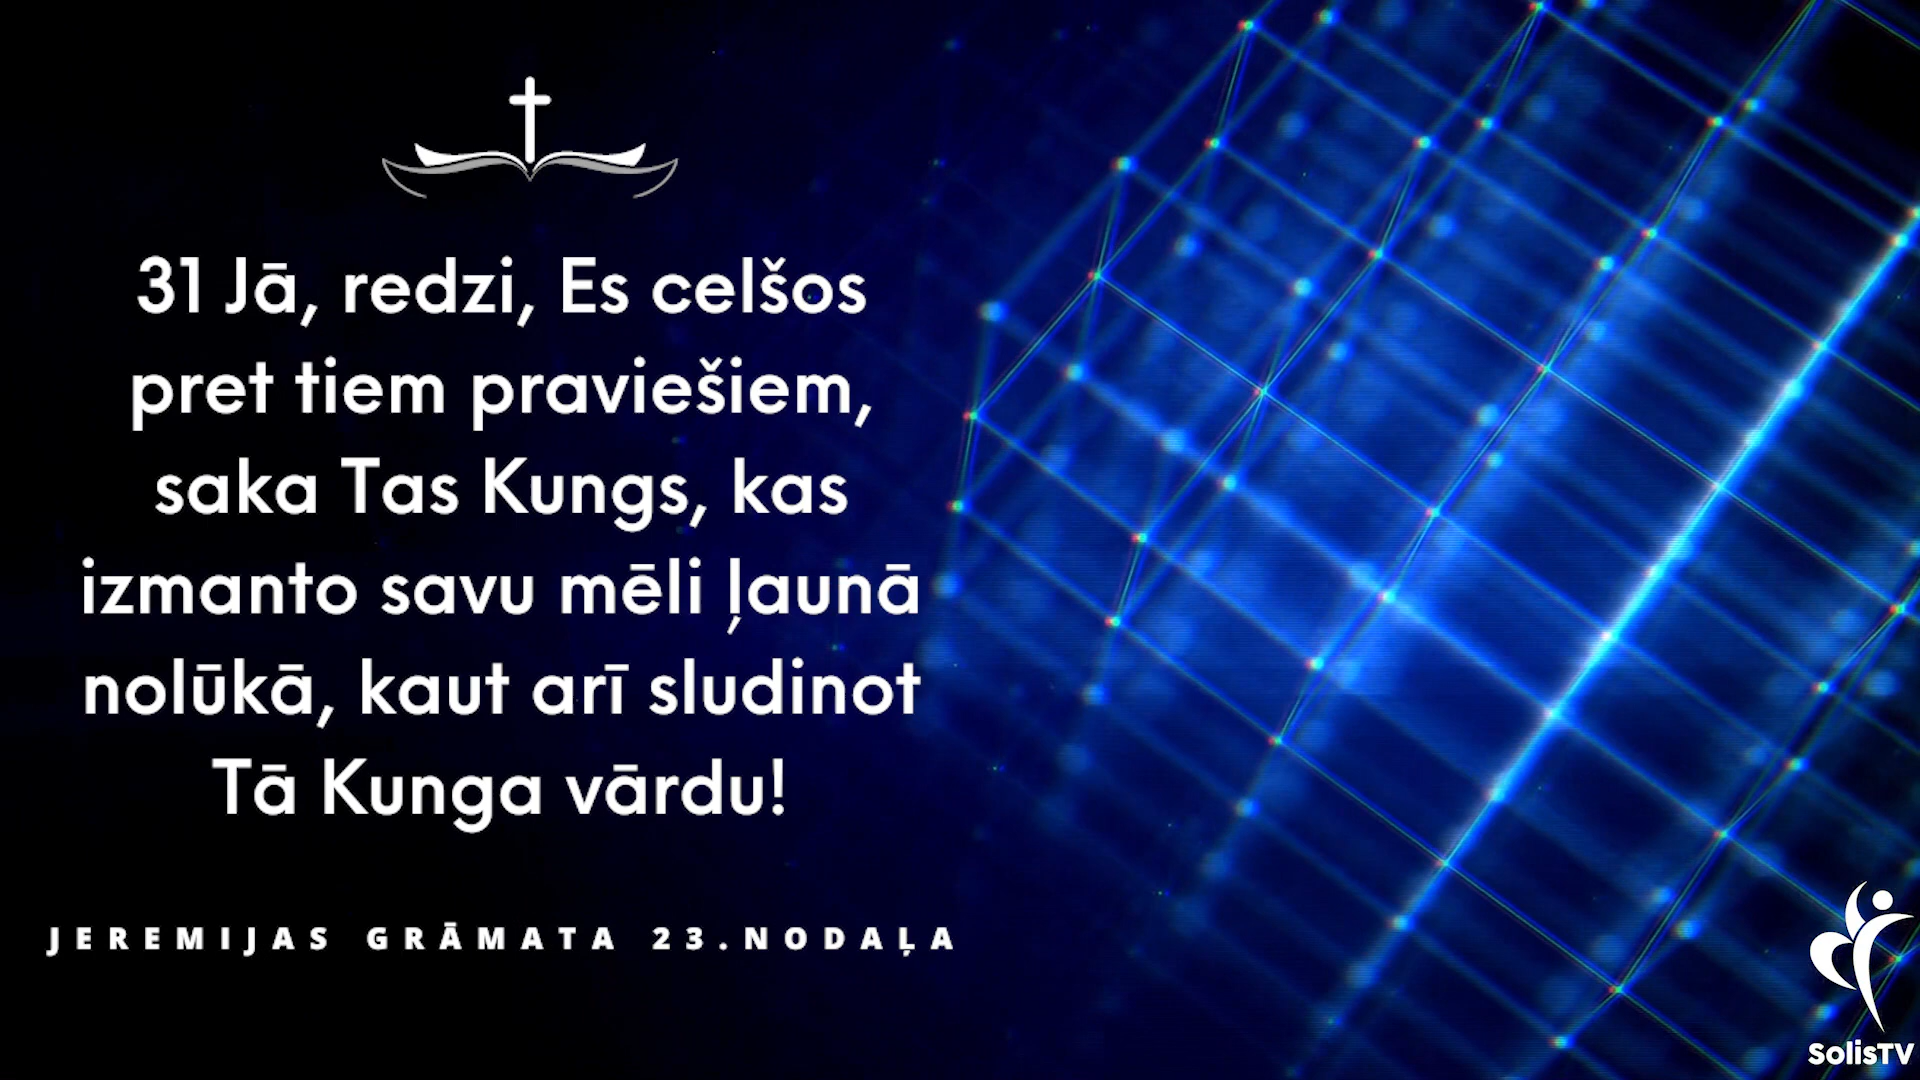 31 Jā, redzi, Es celšos
pret tiem praviešiem,
saka Tas Kungs, kas
izmanto savu mēli ļaunā
nolūkā, kaut arī sludinot
Tā Kunga vārdu!
JEREMIJAS GRĀMATA 23.NODAĻA
SolisTV